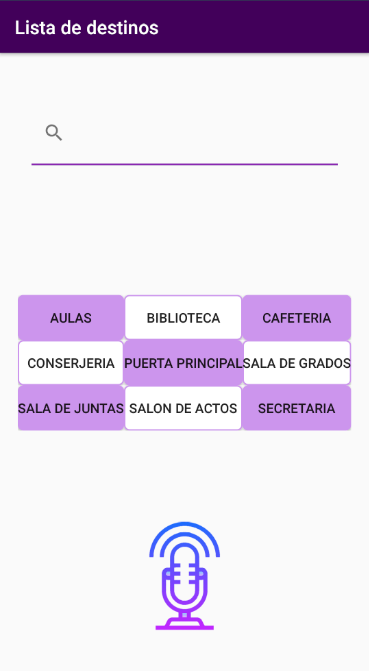 Lista de destinos
AULAS
BIBLIOTECA
CAFETERIA
CONSERJERIA
PUERTA PRINCIPAL
SALA DE GRADOS
SALA DE JUNTAS
SALON DE ACTOS
SECRETARIA